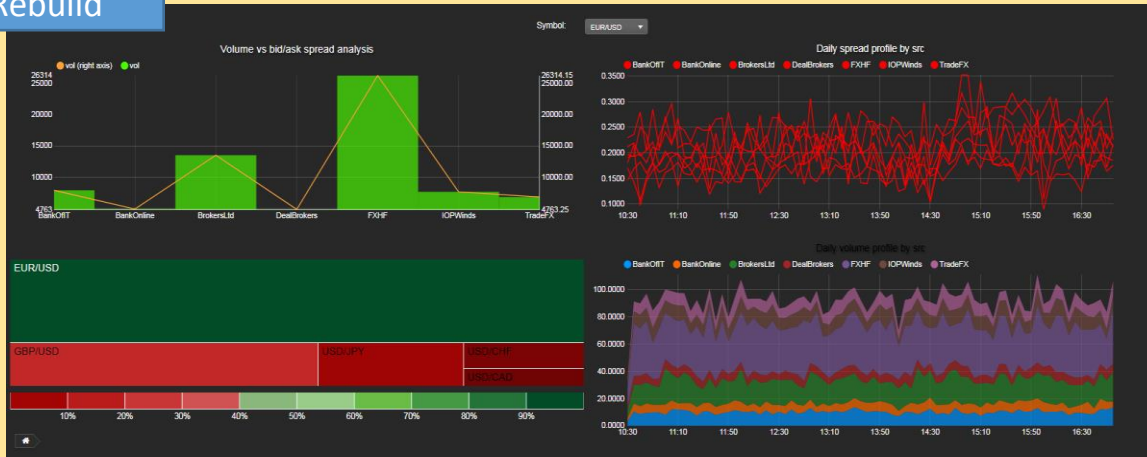 Rebuild
Symbol: EUR/USD
Volume vs bid/ask spread analysis
vol (right axis) vol
26314
25000
20000
15000
10000
4763
26314.15
25000.00
20000.00
15000.00
10000.00
4763.25
BankOfIT BankOnline BrokersLtd DealBrokers FXHF IOPWinds TradeFX
Daily spread profile by src
BankOfIT BankOnline BrokersLtd DealBrokers FXHF IOPWinds TradeFX
0.3500
0.3000
0.2500
0.2000
0.1500
0.1000
10:30 11:10 11:50 12:30 13:10 13:50 14:30 15:10 15:50 16:30
EUR/USD
GBP/USD
USD/JPY
USD/CHF
USD/CAD
10% 20% 30% 40% 50% 60% 70% 80% 90%
Daily volume profile by src
BankOfIT BankOnline BrokersLtd DealBrokers FXHF IOPWinds TradeFX
100.0000
80.0000
60.0000
40.0000
20.0000
0.0000
10:30 11:10 11:50 12:30 13:10 13:50 14:30 15:10 15:50 16:30